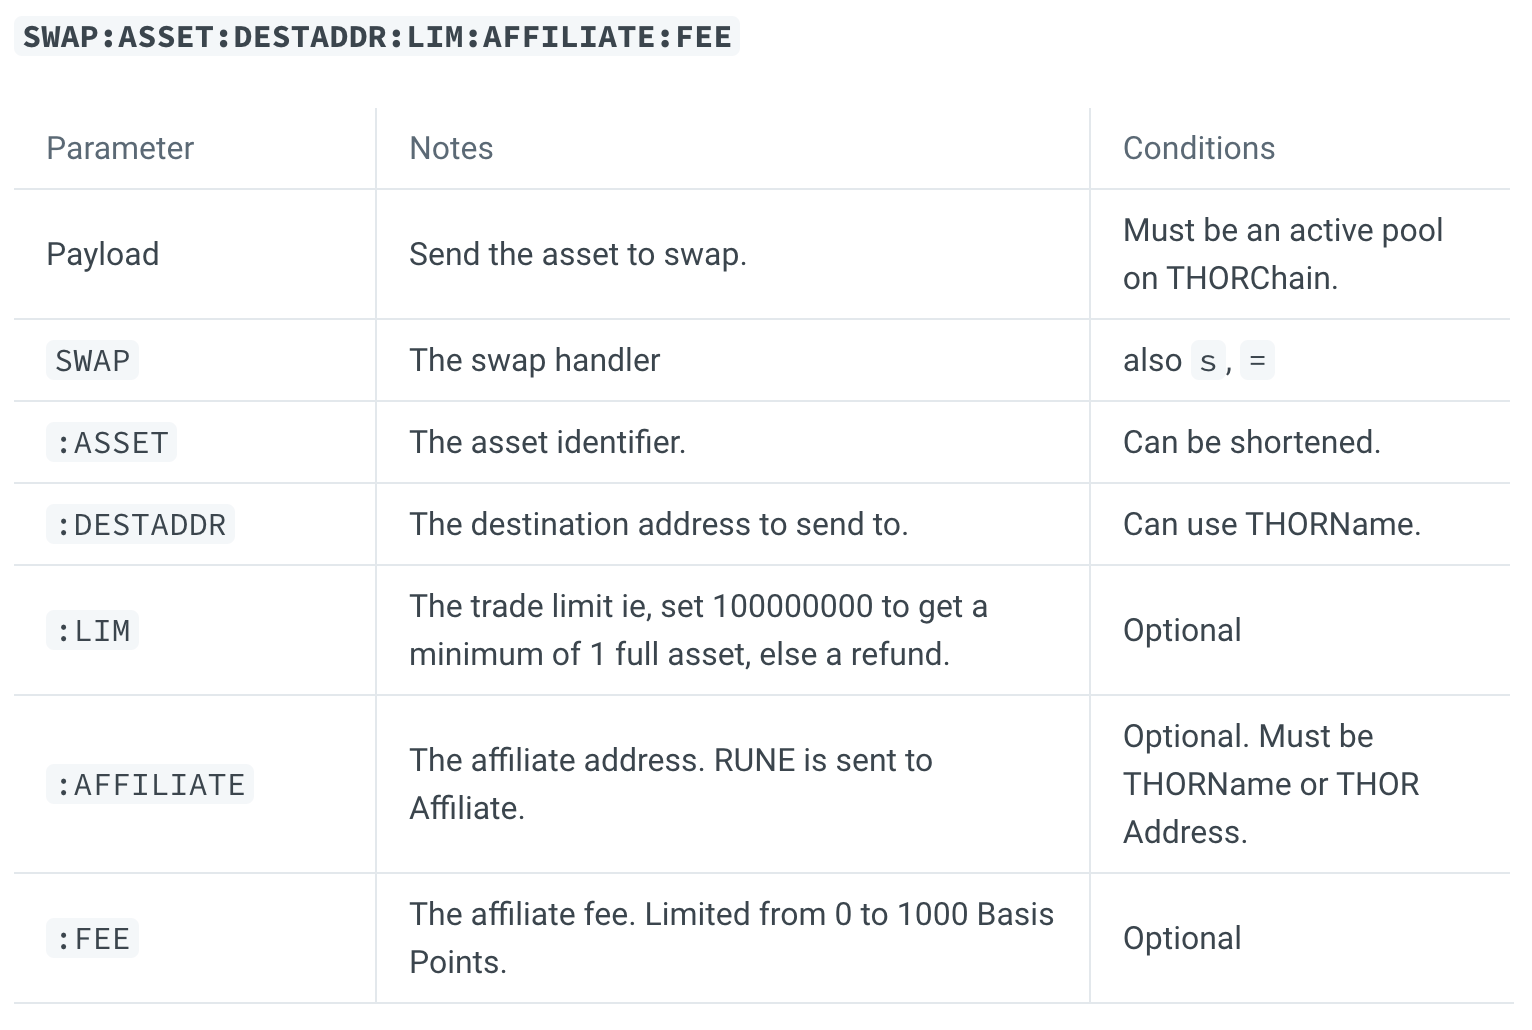 SWAP:ASSET:DESTADDR:LIM:AFFILIATE:FEE
Parameter Notes Conditions
Payload Send the asset to swap. Must be an active pool
on THORChain.
SWAP The swap handler also s, =
:ASSET The asset identifier. Can be shortened.
:DESTADDR The destination address to send to. Can use THORName.
:LIM The trade limit ie, set 100000000 to get a
minimum of 1 full asset, else a refund. Optional
:AFFILIATE The affiliate address. RUNE is sent to
Affiliate. Optional. Must be
THORName or THOR
Address.
:FEE The affiliate fee. Limited from 0 to 1000 Basis
Points. Optional